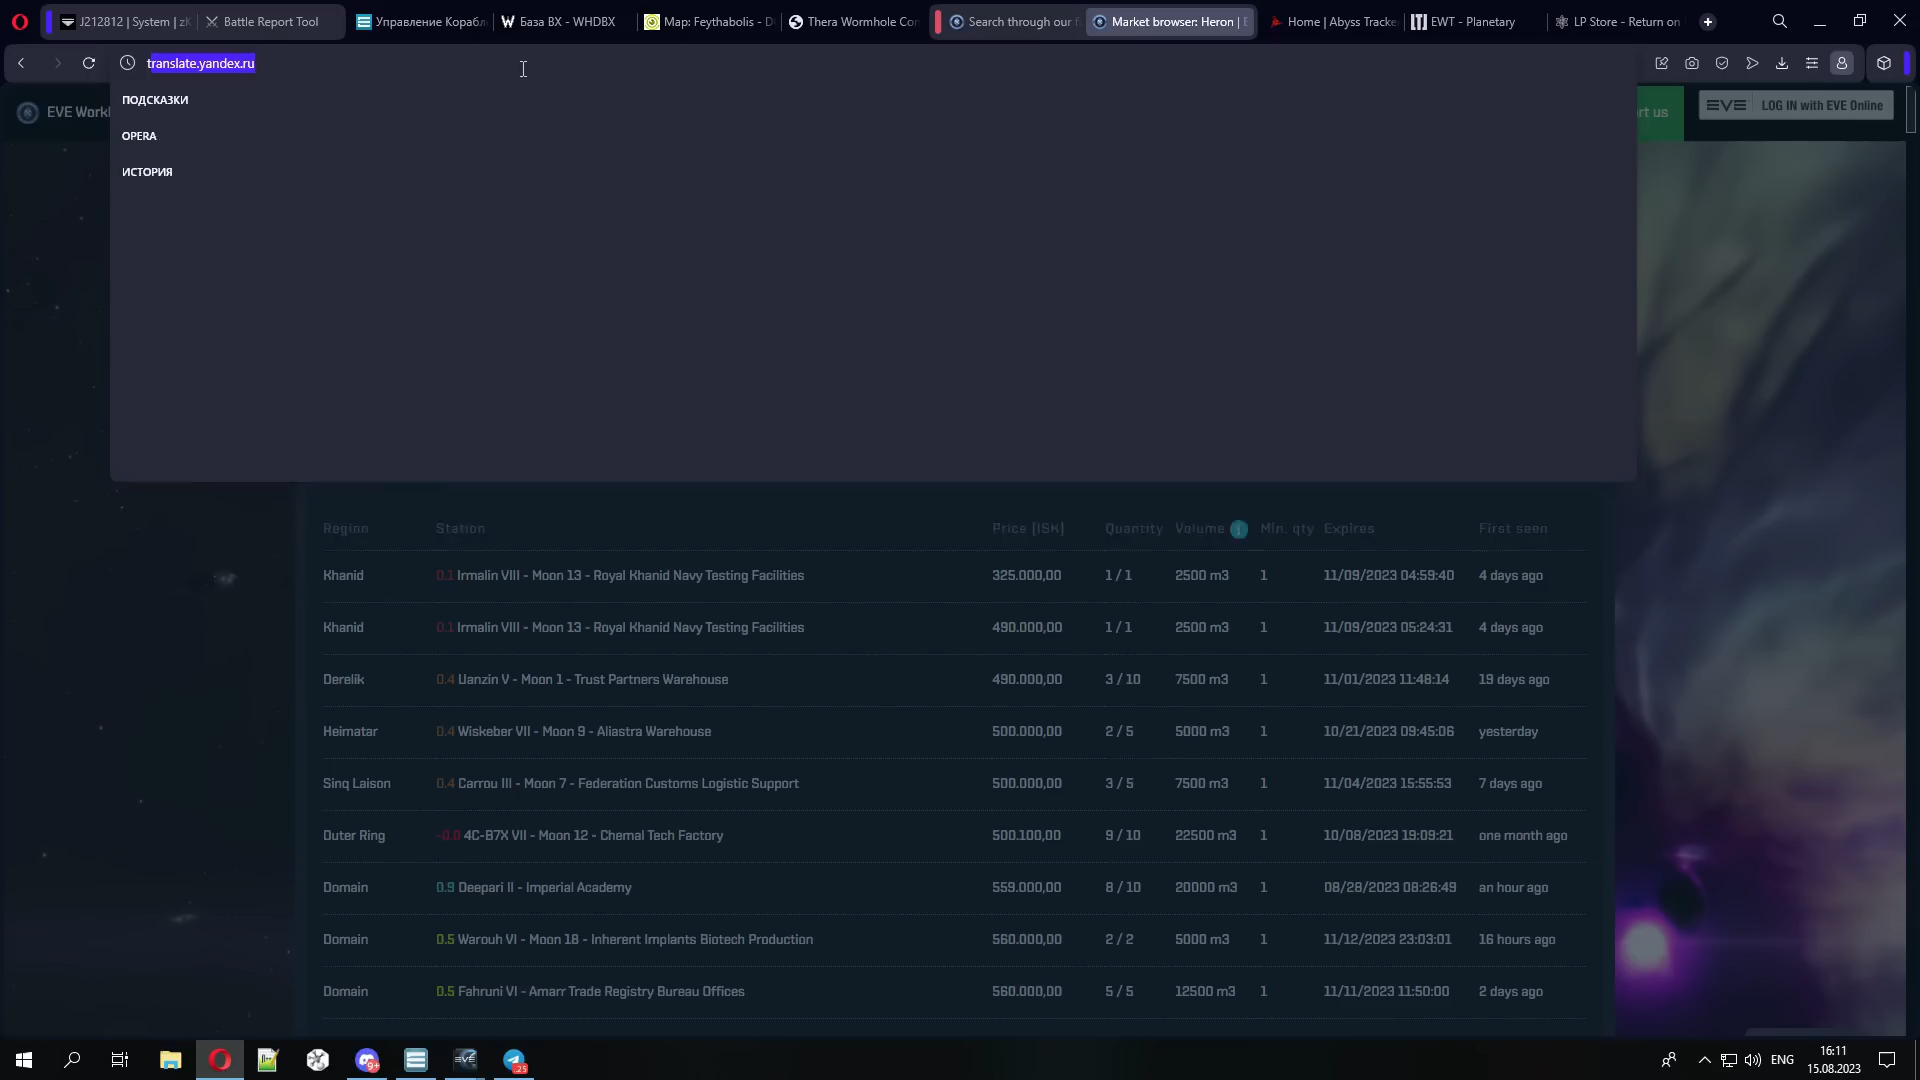 J212812 | System | zK
Battle Report Tool
Управление Корабл
База ВХ - WHDBX
Map: Feythabolis - D
Thera Wormhole Con
Search through our f
Market browser: Heron | E
Home | Abyss Tracke
EWT - Planetary
LP Store - Return on
translate.yandex.ru
ПОДСКАЗКИ
OPERA
ИСТОРИЯ
EVE Work
rt us
EVE LOG IN with EVE Online
Region Station Price [ISK] Quantity Volume i Min. qty Expires First seen
Khanid 0.1 Irmalin VIII - Moon 13 - Royal Khanid Navy Testing Facilities 325.000,00 1 / 1 2500 m3 1 11/09/2023 04:59:40 4 days ago
Khanid 0.1 Irmalin VIII - Moon 13 - Royal Khanid Navy Testing Facilities 490.000,00 1 / 1 2500 m3 1 11/09/2023 05:24:31 4 days ago
Derelik 0.4 Uanzin V - Moon 1 - Trust Partners Warehouse 490.000,00 3 / 10 7500 m3 1 11/01/2023 11:48:14 19 days ago
Heimatar 0.4 Wiskeber VII - Moon 9 - Aliastra Warehouse 500.000,00 2 / 5 5000 m3 1 10/21/2023 09:45:06 yesterday
Sinq Laison 0.4 Carrou III - Moon 7 - Federation Customs Logistic Support 500.000,00 3 / 5 7500 m3 1 11/04/2023 15:55:53 7 days ago
Outer Ring -0.0 4C-B7X VII - Moon 12 - Chemal Tech Factory 500.100,00 9 / 10 22500 m3 1 10/08/2023 19:09:21 one month ago
Domain 0.9 Deepari II - Imperial Academy 559.000,00 8 / 10 20000 m3 1 08/28/2023 08:26:49 an hour ago
Domain 0.5 Warouh VI - Moon 18 - Inherent Implants Biotech Production 560.000,00 2 / 2 5000 m3 1 11/12/2023 23:03:01 16 hours ago
Domain 0.5 Fahruni VI - Amarr Trade Registry Bureau Offices 560.000,00 5 / 5 12500 m3 1 11/11/2023 11:50:00 2 days ago
9+
EVE
25
ENG
16:11
15.08.2023